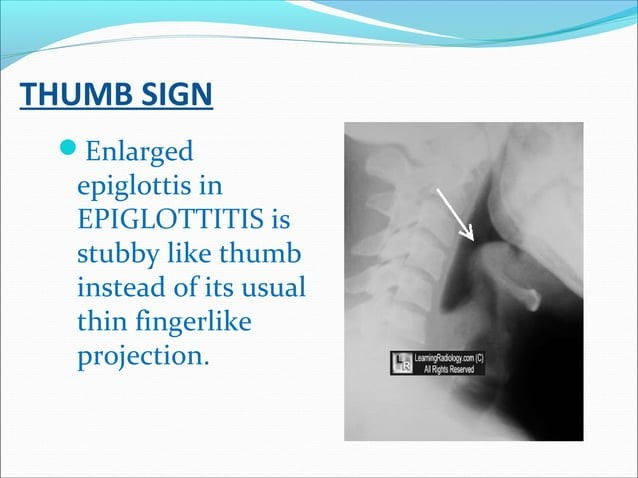 THUMB SIGN
Enlarged
epiglottis in
EPIGLOTTITIS is
stubby like thumb
instead of its usual
thin fingerlike
projection.
LR
LearningRadiology.com (C)
All Rights Reserved